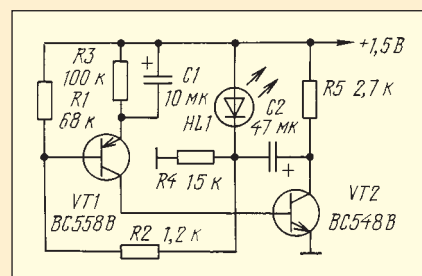 +1,5 В
R3
100 к
R1
68 к
C1
10 мк
HL1
C2
47 мк
R5 2,7 к
R4 15 к
VT1
BC558B
R2 1,2 к
VT2
BC548B